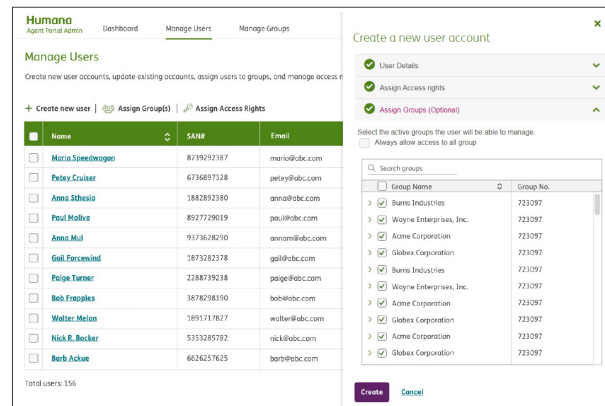 Humana
Agent Portal Admin
Dashboard
Manage Users
Manage Groups
Manage Users
Create new user accounts, update existing accounts, assign users to groups, and manage access
+ Create new user | Assign Group(s) | Assign Access Rights
Name SAN# Email
Maria Speedwagon 8739292387 mario@abc.com
Petey Cruiser 6736897328 petey@abc.com
Anna Sthesia 1882892380 anna@abc.com
Paul Molive 8927729019 paul@abc.com
Anna Mul 9373628290 annam@abc.com
Gail Forcewind 1873282378 gail@abc.com
Paige Turner 2288739238 paige@abc.com
Bob Frapples 3878298190 bob@abc.com
Walter Melon 1891717827 walter@abc.com
Nick R. Bocker 5353285782 nick@abc.com
Barb Ackue 6626257625 barb@abc.com
Total users: 156
Create a new user account
User Details
Assign Access rights
Assign Groups (Optional)
Select the active groups the user will be able to manage.
Always allow access to all group
Search groups
Group Name Group No.
Burns Industries 723097
Wayne Enterprises, Inc. 723097
Acme Corporation 723097
Globex Corporation 723097
Burns Industries 723097
Wayne Enterprises, Inc. 723097
Acme Corporation 723097
Globex Corporation 723097
Acme Corporation 723097
Globex Corporation 723097
Create Cancel